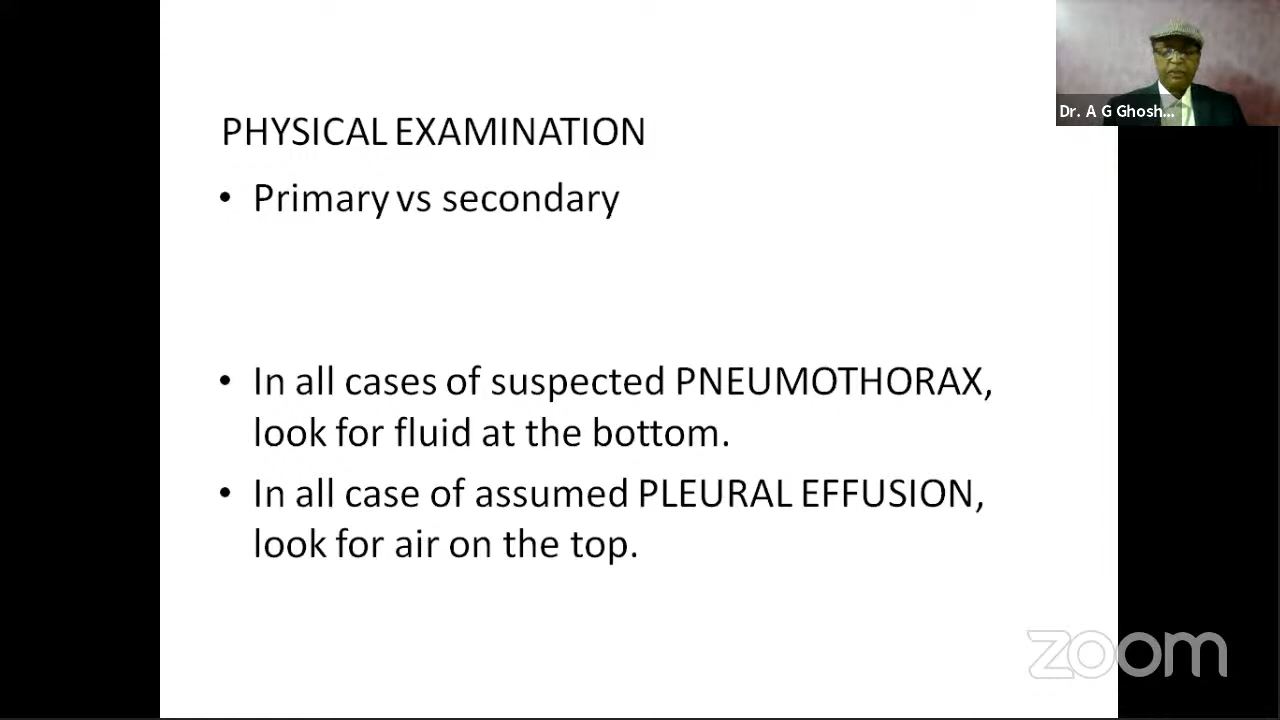 PHYSICAL EXAMINATION
• Primary vs secondary
• In all cases of suspected PNEUMOTHORAX,
look for fluid at the bottom.
• In all case of assumed PLEURAL EFFUSION,
look for air on the top.
Dr. A G Ghosh...
zoom